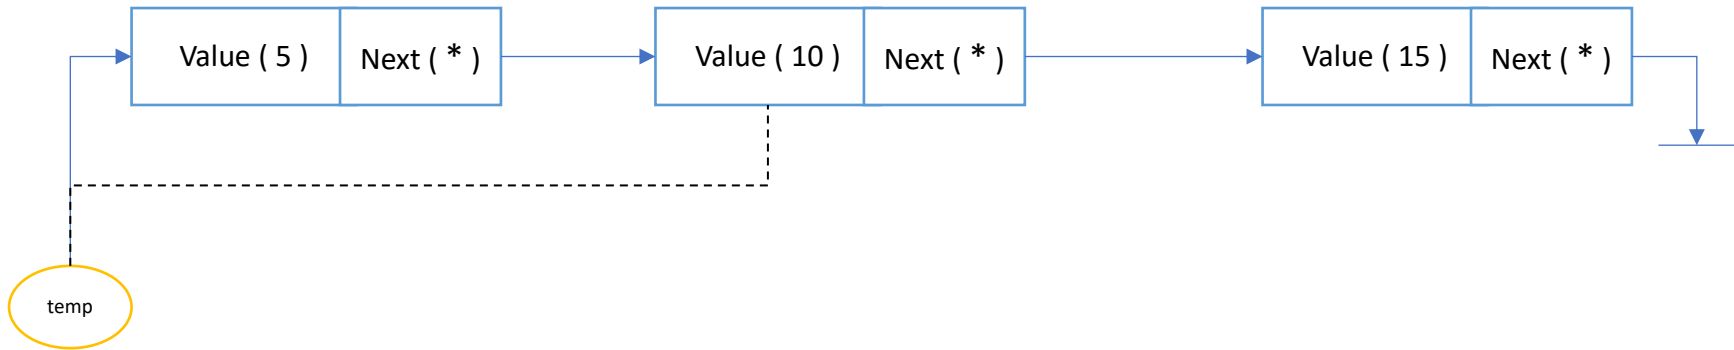 Value ( 5 )
Next ( * )
Value ( 10 )
Next ( * )
Value ( 15 )
Next ( * )
temp